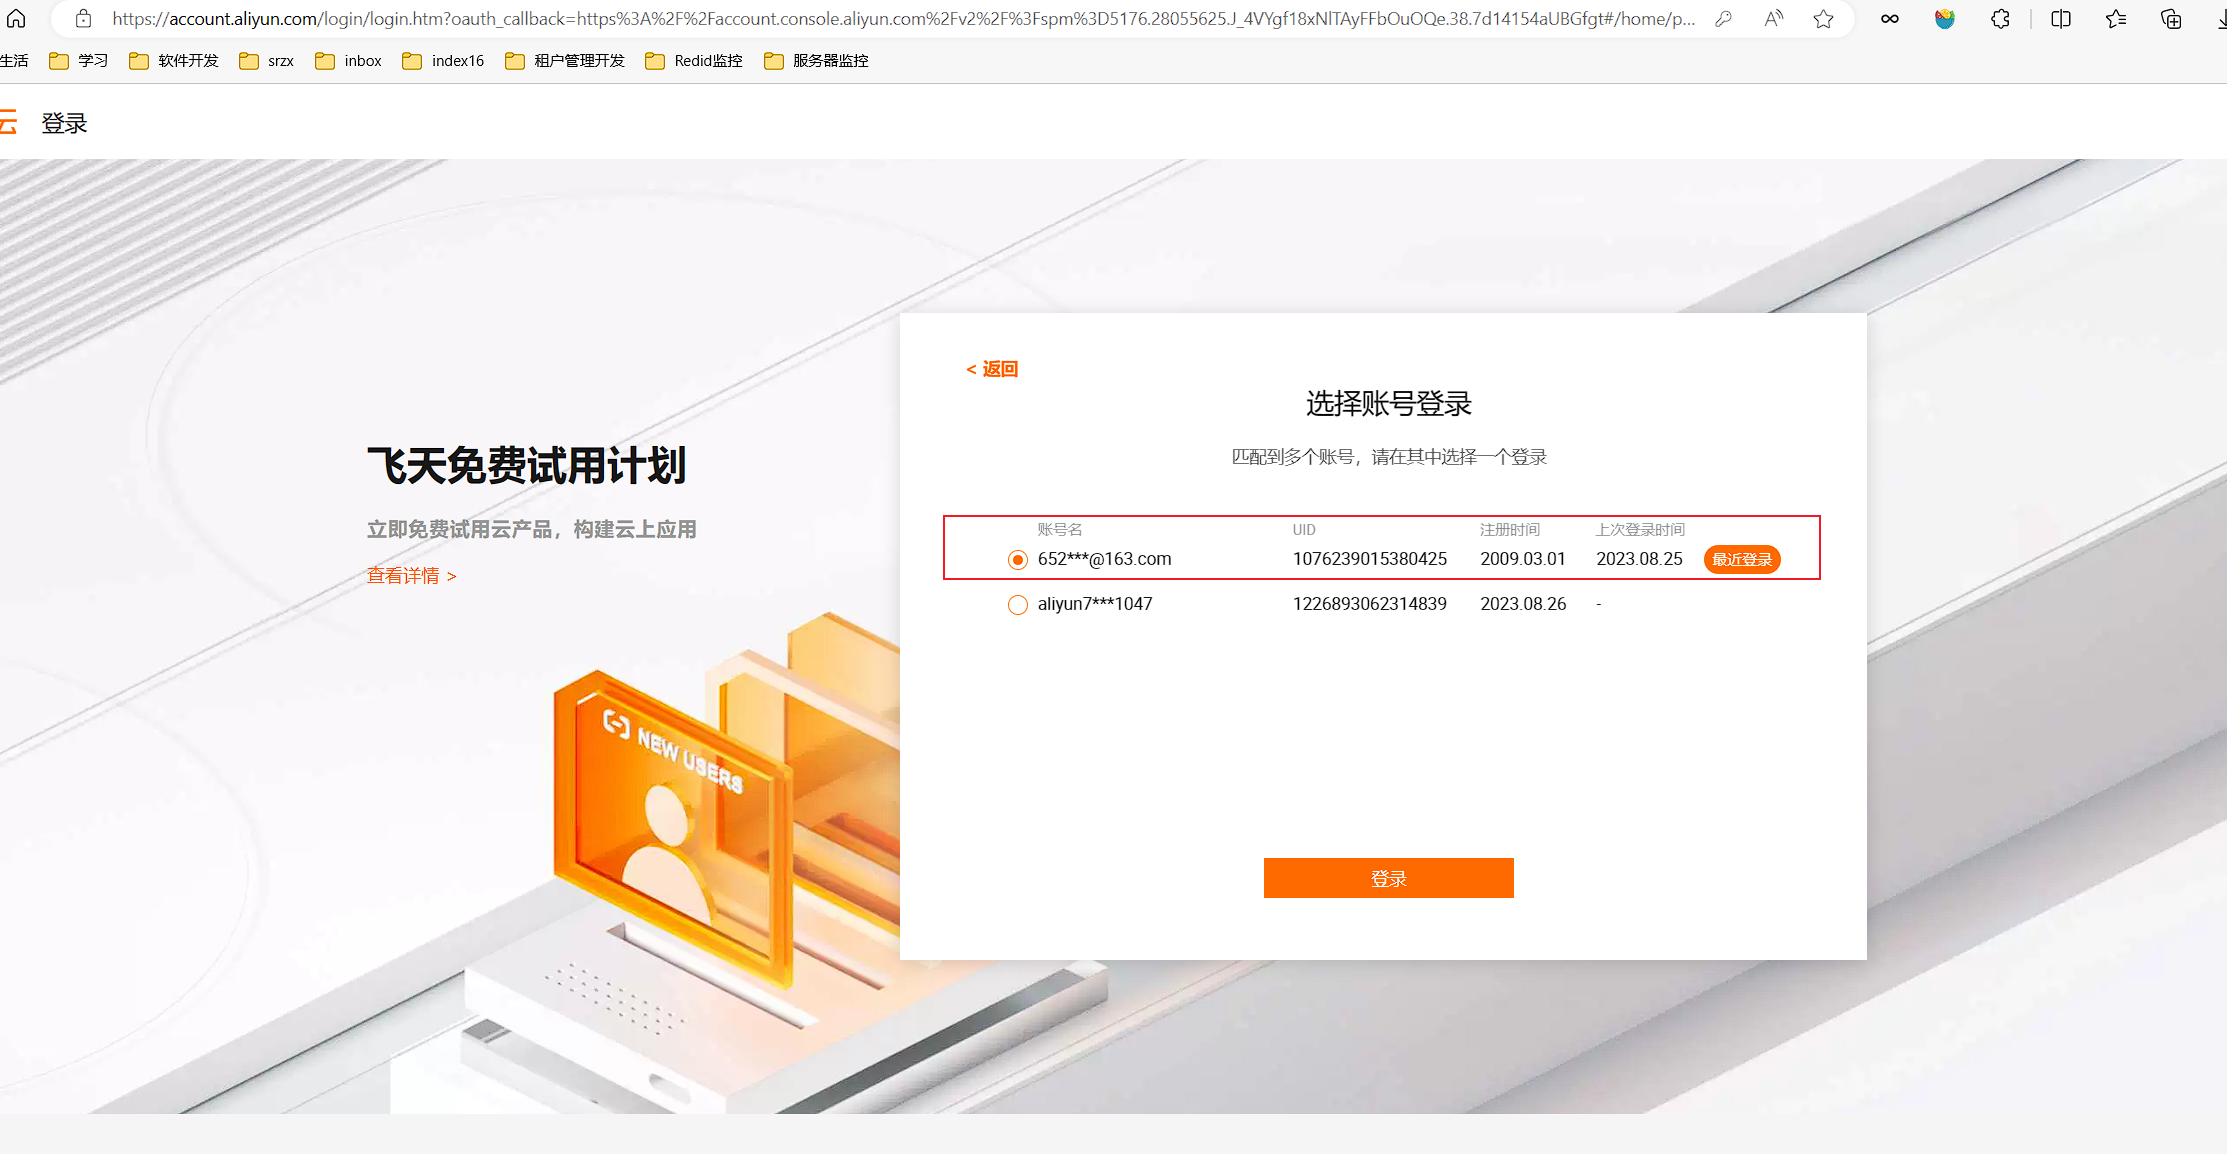 https://account.aliyun.com/login/login.htm?oauth_callback=https%3A%2F%2Faccount.console.aliyun.com%2Fv2%2F%3Fspm%3D5176.28055625.J_4VYgf18xNlTAyFFbOuOQe.38.7d14154aUBGfgt#/home/p...
生活 学习 软件开发 srzx inbox index16 租户管理开发 Redid监控 服务器监控
云 登录
< 返回
选择账号登录
匹配到多个账号，请在其中选择一个登录
账号名 UID 注册时间 上次登录时间
652***@163.com 1076239015380425 2009.03.01 2023.08.25 最近登录
aliyun7***1047 1226893062314839 2023.08.26 -
登录
飞天免费试用计划
立即免费试用云产品，构建云上应用
查看详情 >
NEW USERS